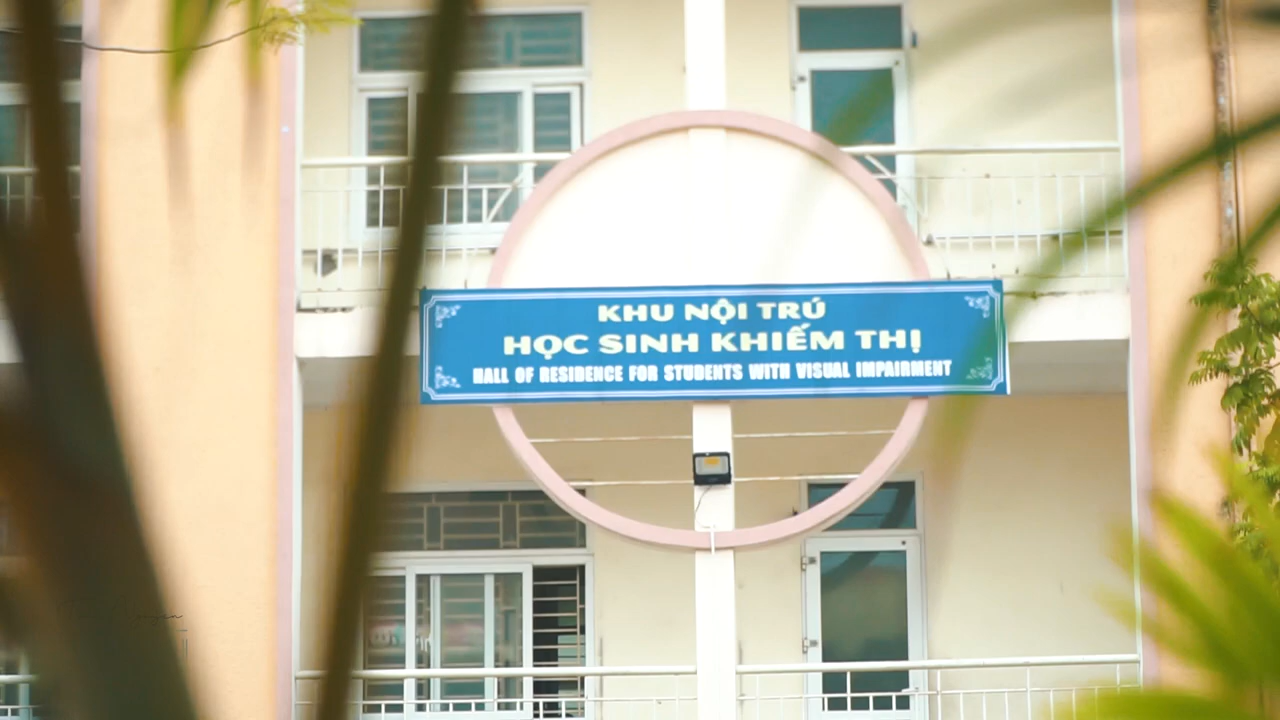 KHU NỘI TRÚ
HỌC SINH KHIẾM THỊ
HALL OF RESIDENCE FOR STUDENTS WITH VISUAL IMPAIRMENT